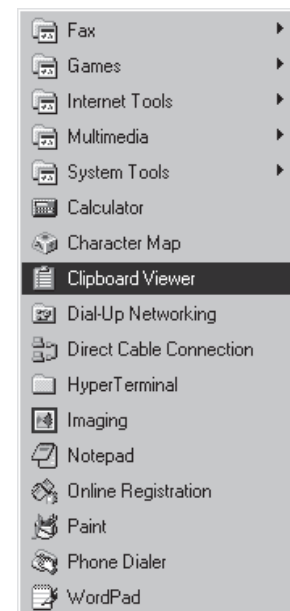 Fax
Games
Internet Tools
Multimedia
System Tools
Calculator
Character Map
Clipboard Viewer
Dial-Up Networking
Direct Cable Connection
HyperTerminal
Imaging
Notepad
Online Registration
Paint
Phone Dialer
WordPad